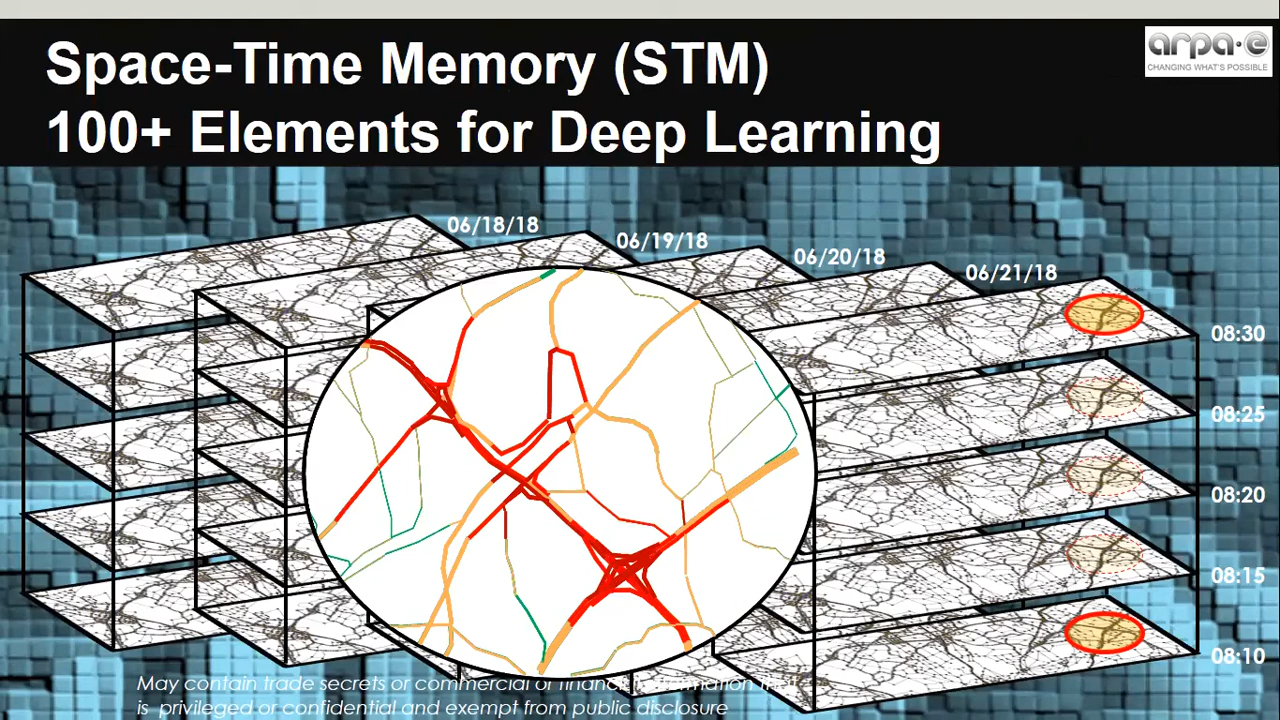 Space-Time Memory (STM)
100+ Elements for Deep Learning
arpa·e
CHANGING WHAT'S POSSIBLE
06/18/18
06/19/18
06/20/18
06/21/18
08:30
08:25
08:20
08:15
08:10
May contain trade secrets or commercial or
is privileged or confidential and exempt from public disclosure